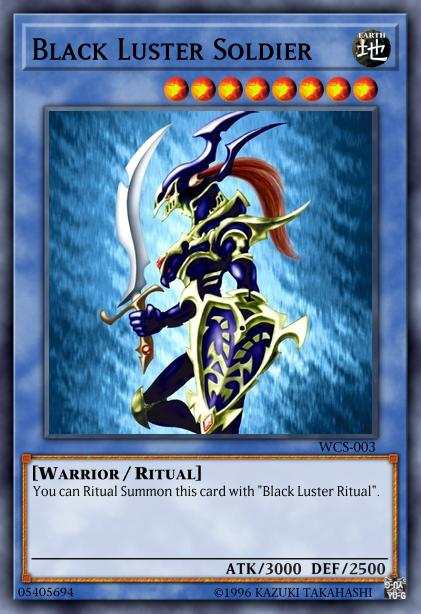 Black Luster Soldier
EARTH
地
WCS-003
[Warrior / Ritual]
You can Ritual Summon this card with "Black Luster Ritual".
ATK/3000 DEF/2500
05405694
©1996 KAZUKI TAKAHASHI